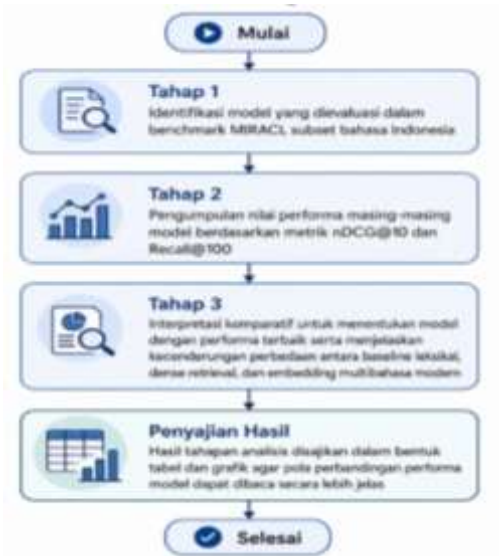 Mulai
Tahap 1
Identifikasi model yang dievaluasi dalam
benchmark MIRACL subset bahasa Indonesia
Tahap 2
Pengumpulan nilai performa masing-masing
model berdasarkan metrik nDCG@10 dan
Recall@100
Tahap 3
Interpretasi komparatif untuk menentukan model
dengan performa terbaik serta menjelaskan
kecenderungan perbedaan antara baseline leksikal,
dense retrieval, dan embedding multibahasa modern
Penyajian Hasil
Hasil tahapan analisis disajikan dalam bentuk
tabel dan grafik agar pola perbandingan performa
model dapat dibaca secara lebih jelas
Selesai